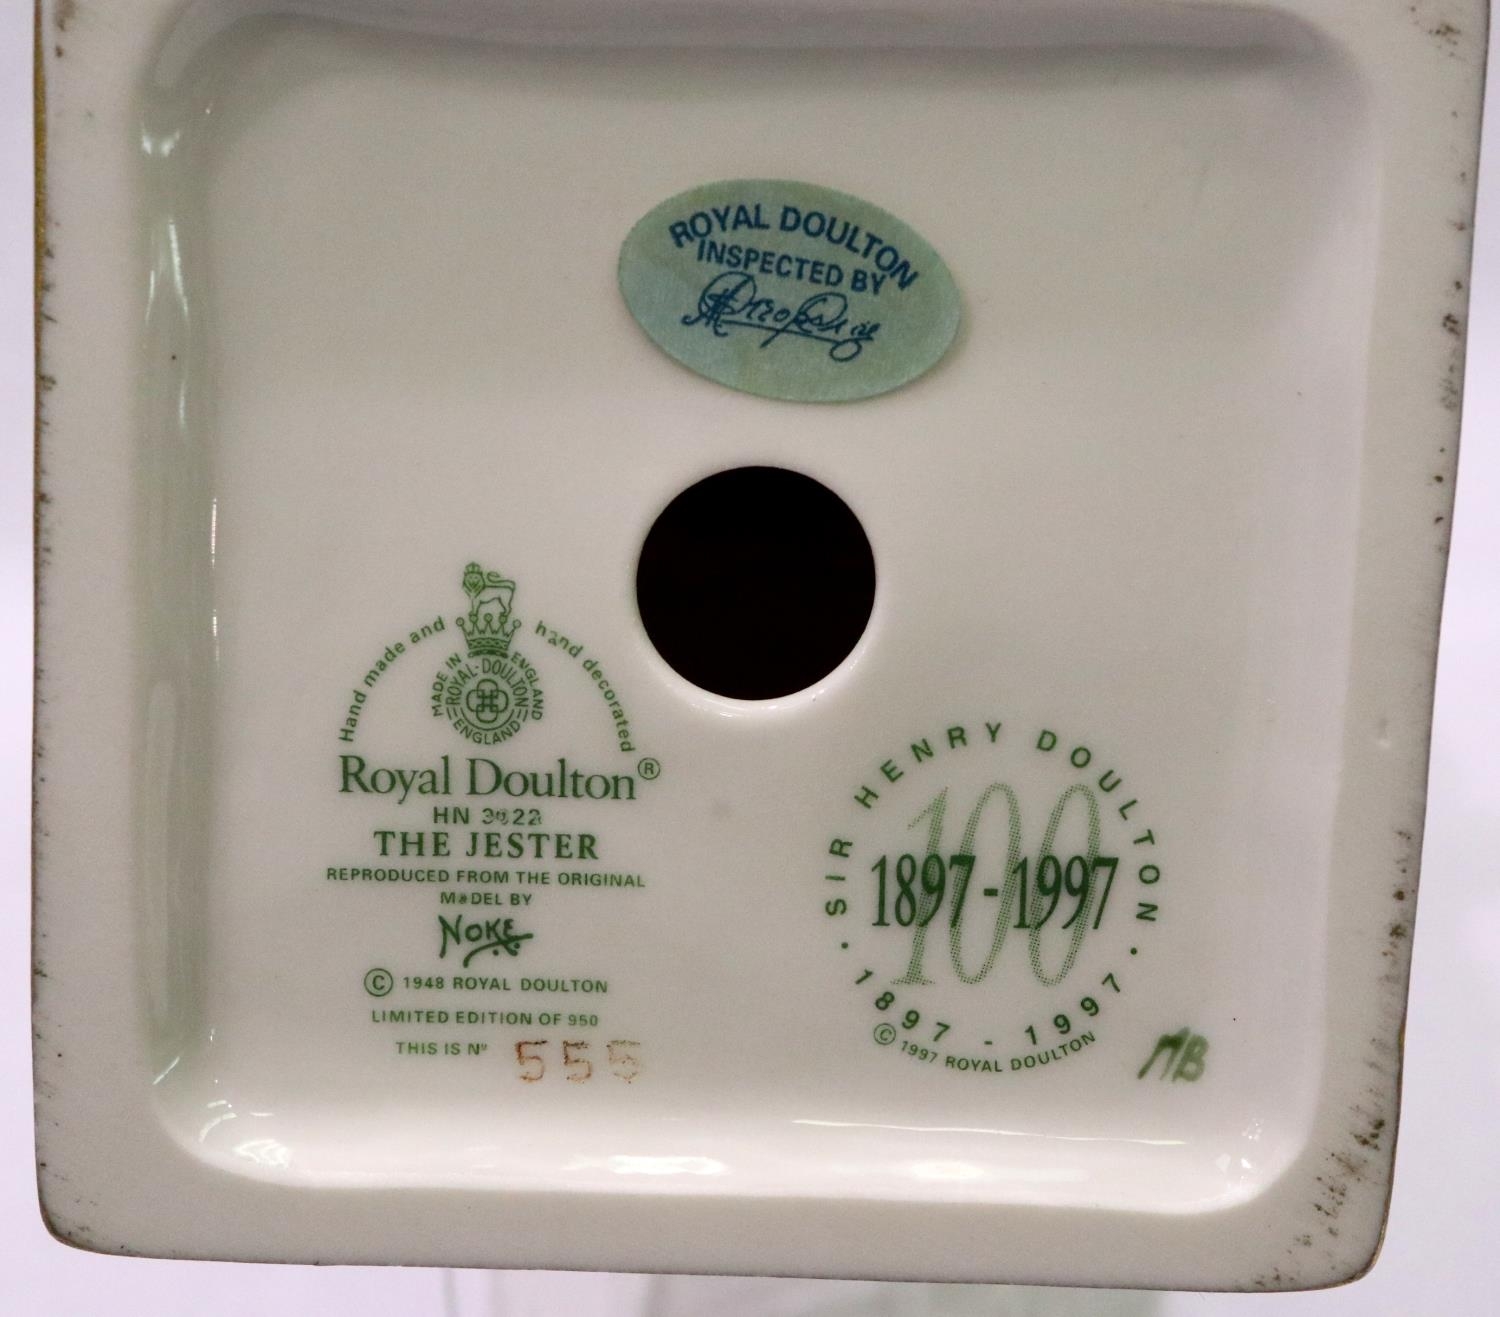 ROYAL DOULTON
INSPECTED BY
Hand made and hand decorated
MADE IN ENGLAND
ROYAL-DOULTON
ENGLAND
Royal Doulton®
HN 3922
THE JESTER
REPRODUCED FROM THE ORIGINAL
MODEL BY
NOKE
© 1948 ROYAL DOULTON
LIMITED EDITION OF 950
THIS IS Nº 555
· SIR HENRY DOULTON ·
100
1897-1997
1897 - 1997
© 1997 ROYAL DOULTON
MB